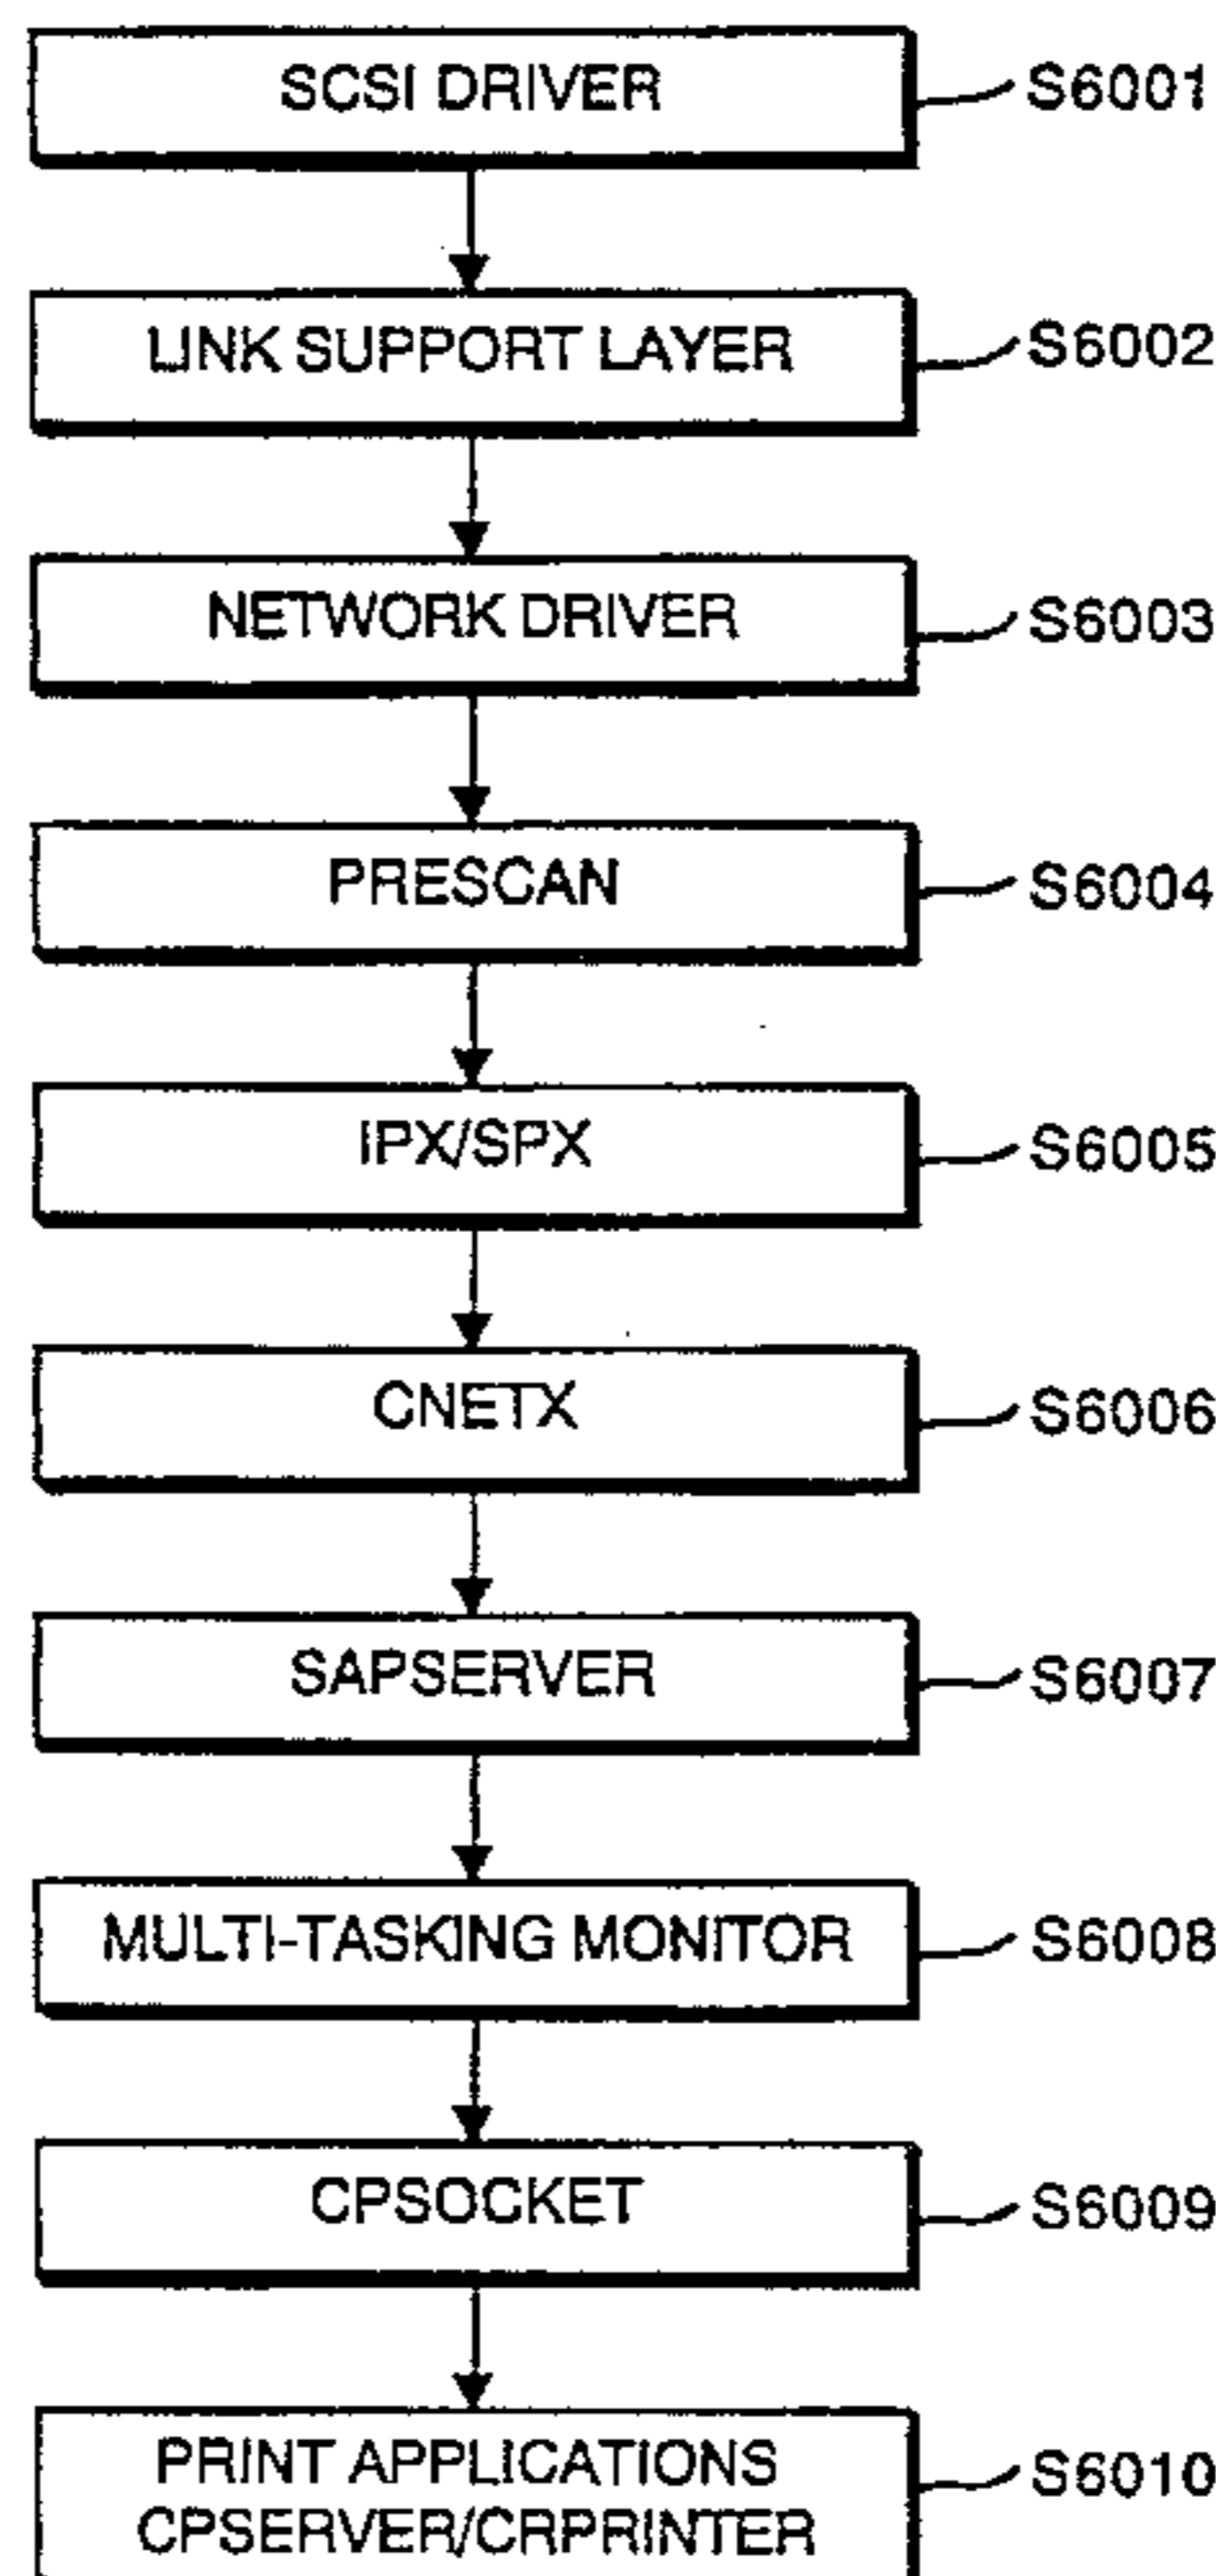 SCSI DRIVER
S6001
LINK SUPPORT LAYER
S6002
NETWORK DRIVER
S6003
PRESCAN
S6004
IPX/SPX
S6005
CNETX
S6006
SAPSERVER
S6007
MULTI-TASKING MONITOR
S6008
CPSOCKET
S6009
PRINT APPLICATIONS
CPSERVER/CRPRINTER
S6010